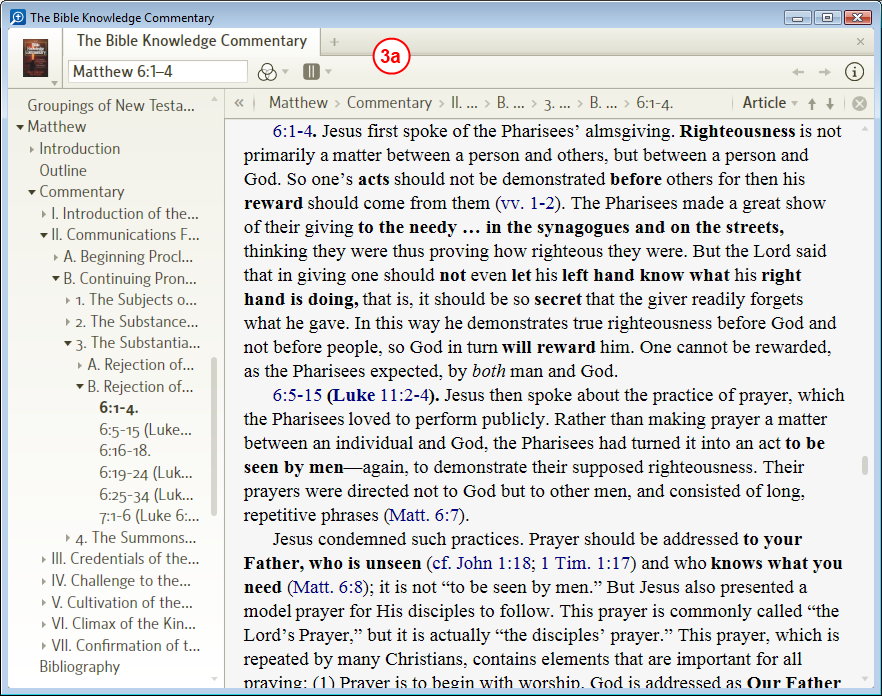 The Bible Knowledge Commentary
The Bible Knowledge Commentary
3a
Matthew 6:1–4
Groupings of New Testa...
Matthew
Introduction
Outline
Commentary
I. Introduction of the...
II. Communications F...
A. Beginning Procl...
B. Continuing Pron...
1. The Subjects o...
2. The Substance...
3. The Substantia...
A. Rejection of...
B. Rejection of...
6:1-4.
6:5-15 (Luke...
6:16-18.
6:19-24 (Luk...
6:25-34 (Luk...
7:1-6 (Luke 6:...
4. The Summons...
III. Credentials of the...
IV. Challenge to the...
V. Cultivation of the...
VI. Climax of the Kin...
VII. Confirmation of t...
Bibliography
« Matthew › Commentary › II. ... › B. ... › 3. ... › B. ... › 6:1-4.
Article
6:1-4. Jesus first spoke of the Pharisees’ almsgiving. Righteousness is not
primarily a matter between a person and others, but between a person and
God. So one’s acts should not be demonstrated before others for then his
reward should come from them (vv. 1-2). The Pharisees made a great show
of their giving to the needy … in the synagogues and on the streets,
thinking they were thus proving how righteous they were. But the Lord said
that in giving one should not even let his left hand know what his right
hand is doing, that is, it should be so secret that the giver readily forgets
what he gave. In this way he demonstrates true righteousness before God and
not before people, so God in turn will reward him. One cannot be rewarded,
as the Pharisees expected, by both man and God.
6:5-15 (Luke 11:2-4). Jesus then spoke about the practice of prayer, which
the Pharisees loved to perform publicly. Rather than making prayer a matter
between an individual and God, the Pharisees had turned it into an act to be
seen by men—again, to demonstrate their supposed righteousness. Their
prayers were directed not to God but to other men, and consisted of long,
repetitive phrases (Matt. 6:7).
Jesus condemned such practices. Prayer should be addressed to your
Father, who is unseen (cf. John 1:18; 1 Tim. 1:17) and who knows what you
need (Matt. 6:8); it is not “to be seen by men.” But Jesus also presented a
model prayer for His disciples to follow. This prayer is commonly called “the
Lord’s Prayer,” but it is actually “the disciples’ prayer.” This prayer, which is
repeated by many Christians, contains elements that are important for all
praying: (1) Prayer is to begin with worship. God is addressed as Our Father